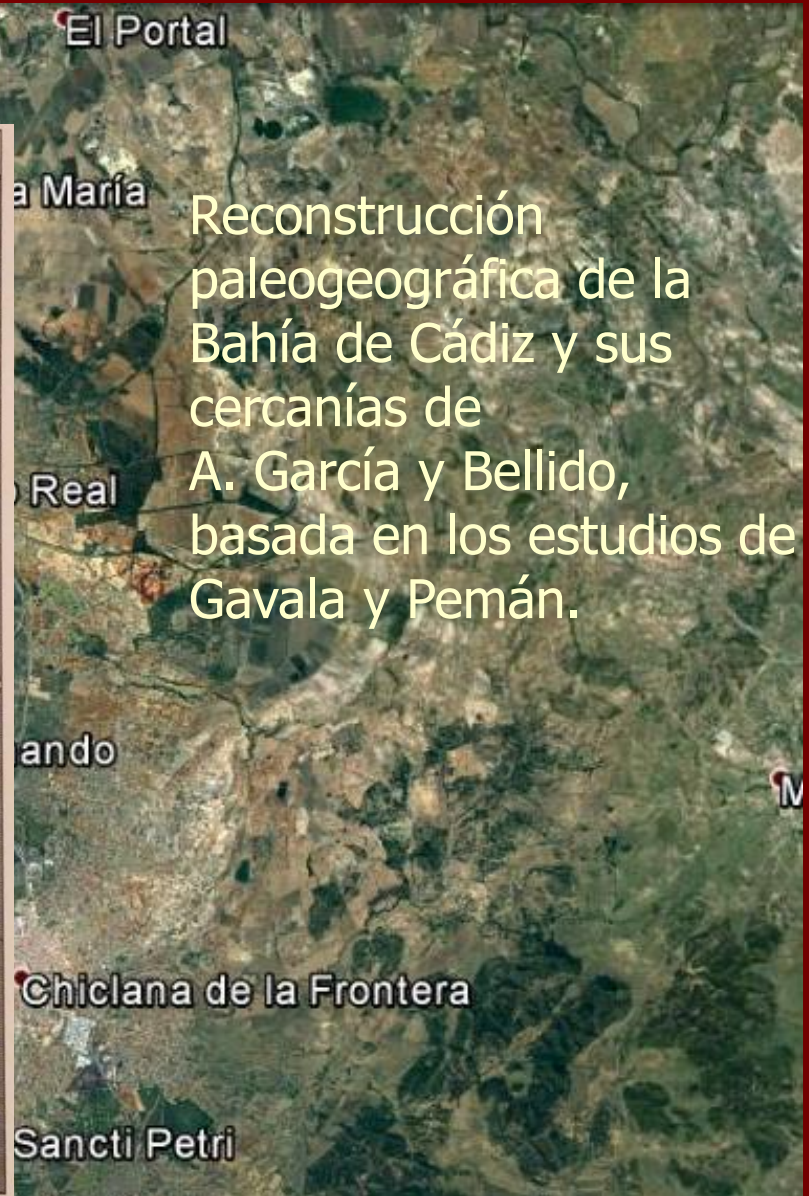 El Portal
a María
Reconstrucción
paleogeográfica de la
Bahía de Cádiz y sus
cercanías de
A. García y Bellido,
basada en los estudios de
Gavala y Pemán.
Real
ando
M
Chiclana de la Frontera
Sancti Petri